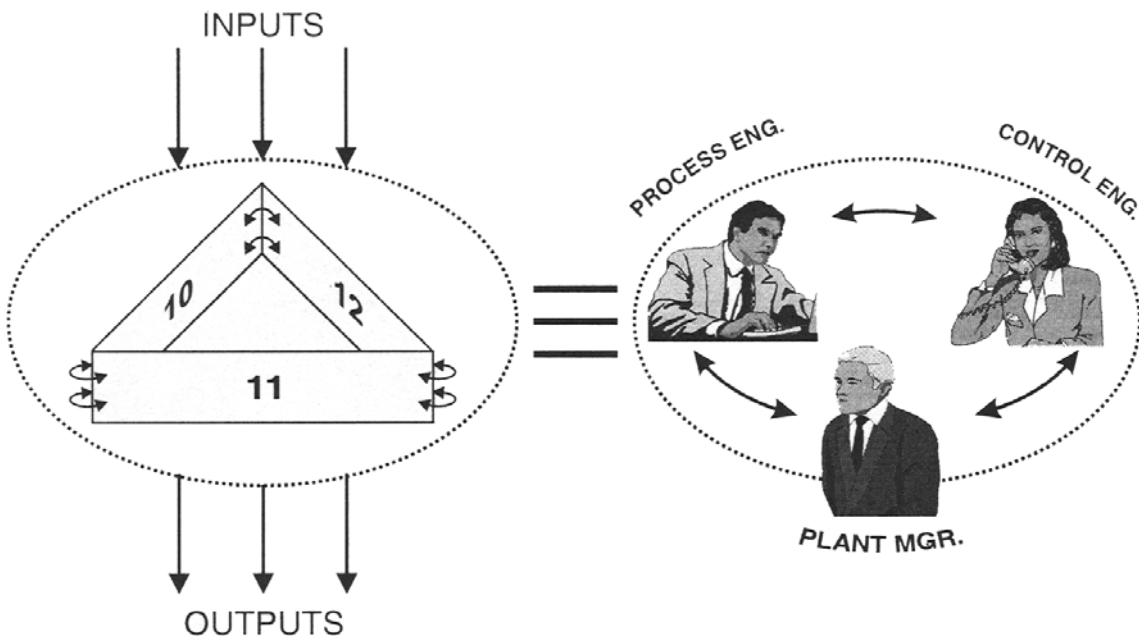 INPUTS
10
12
11
OUTPUTS
PROCESS ENG.
CONTROL ENG.
PLANT MGR.